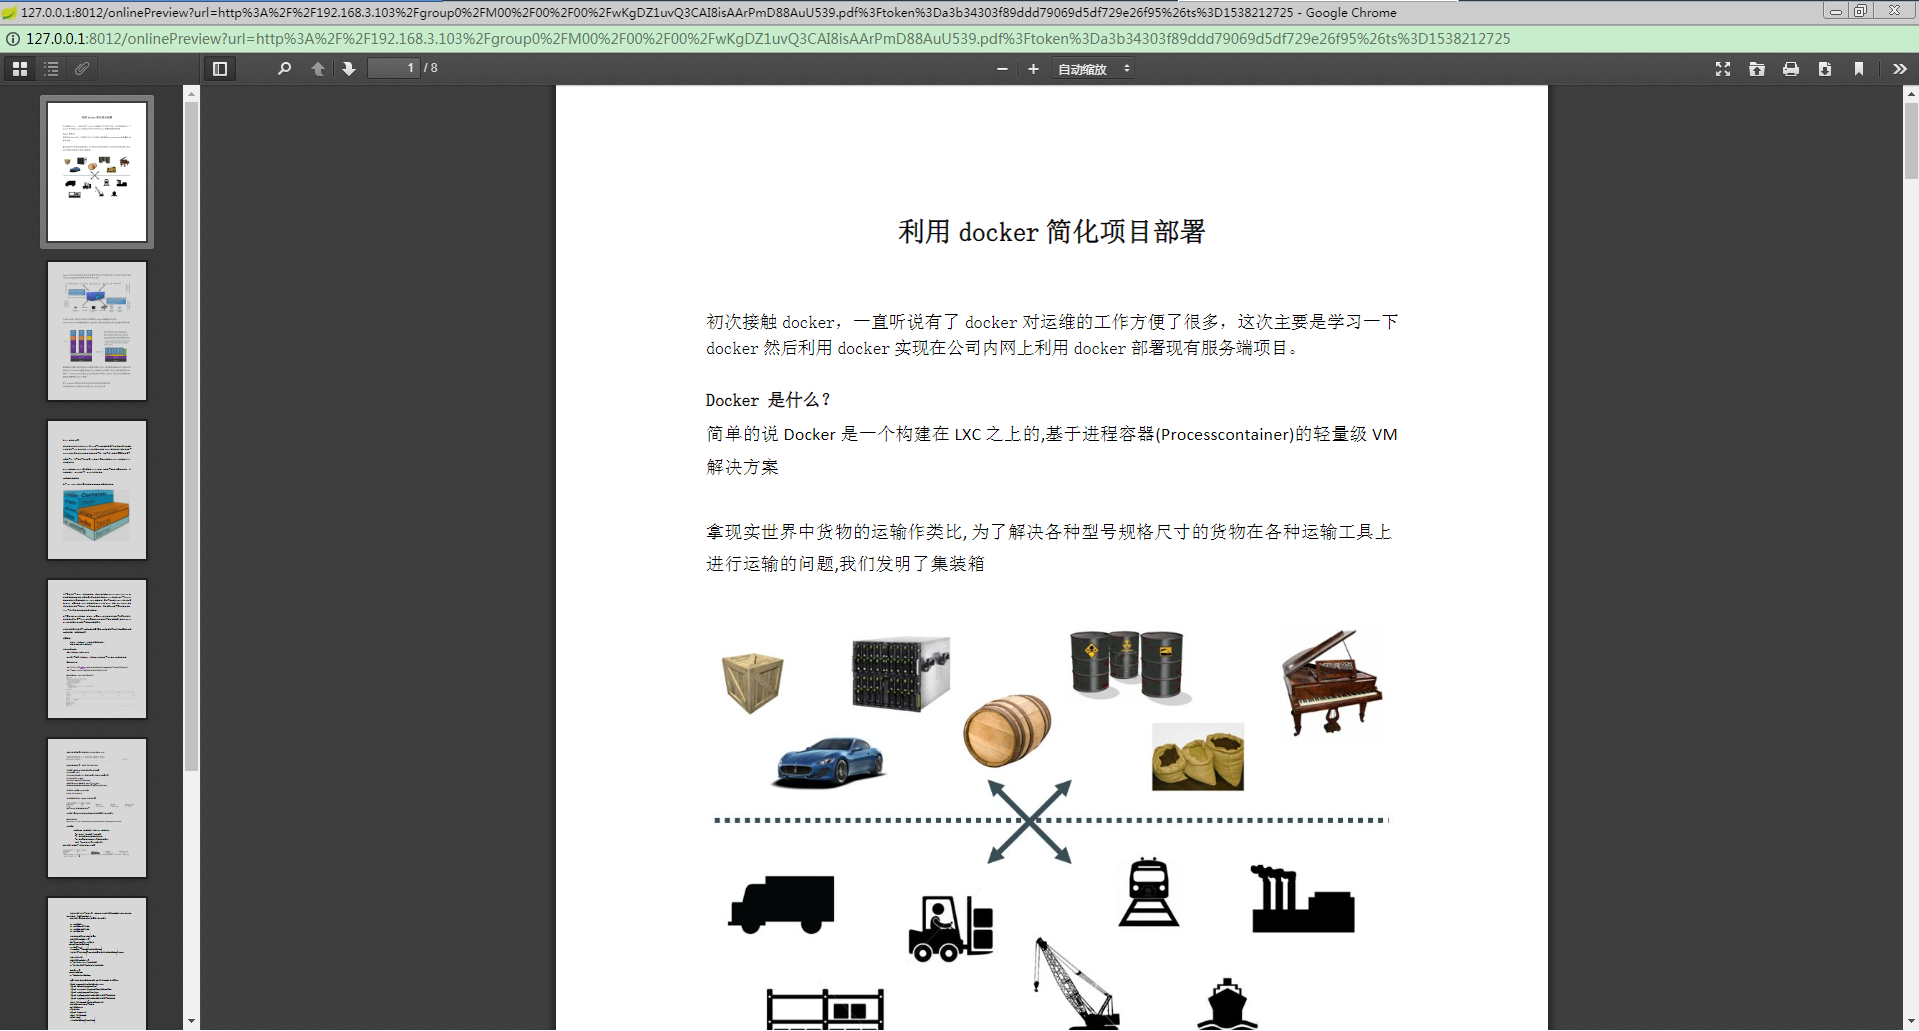 127.0.0.1:8012/onlinePreview?url=http%3A%2F%2F192.168.3.103%2Fgroup0%2FM00%2F00%2F00%2FwKgDZ1uvQ3CAI8isAArPmD88AuU539.pdf%3Ftoken%3Da3b34303f89ddd79069d5df729e26f95%26ts%3D1538212725 - Google Chrome
127.0.0.1:8012/onlinePreview?url=http%3A%2F%2F192.168.3.103%2Fgroup0%2FM00%2F00%2F00%2FwKgDZ1uvQ3CAI8isAArPmD88AuU539.pdf%3Ftoken%3Da3b34303f89ddd79069d5df729e26f95%26ts%3D1538212725
1 / 8 自动缩放
利用 docker 简化项目部署
初次接触 docker，一直听说有了 docker 对运维的工作方便了很多，这次主要是学习一下
docker 然后利用 docker 实现在公司内网上利用 docker 部署现有服务端项目。
Docker 是什么？
简单的说 Docker 是一个构建在 LXC 之上的,基于进程容器(Processcontainer)的轻量级 VM
解决方案
拿现实世界中货物的运输作类比,为了解决各种型号规格尺寸的货物在各种运输工具上
进行运输的问题,我们发明了集装箱